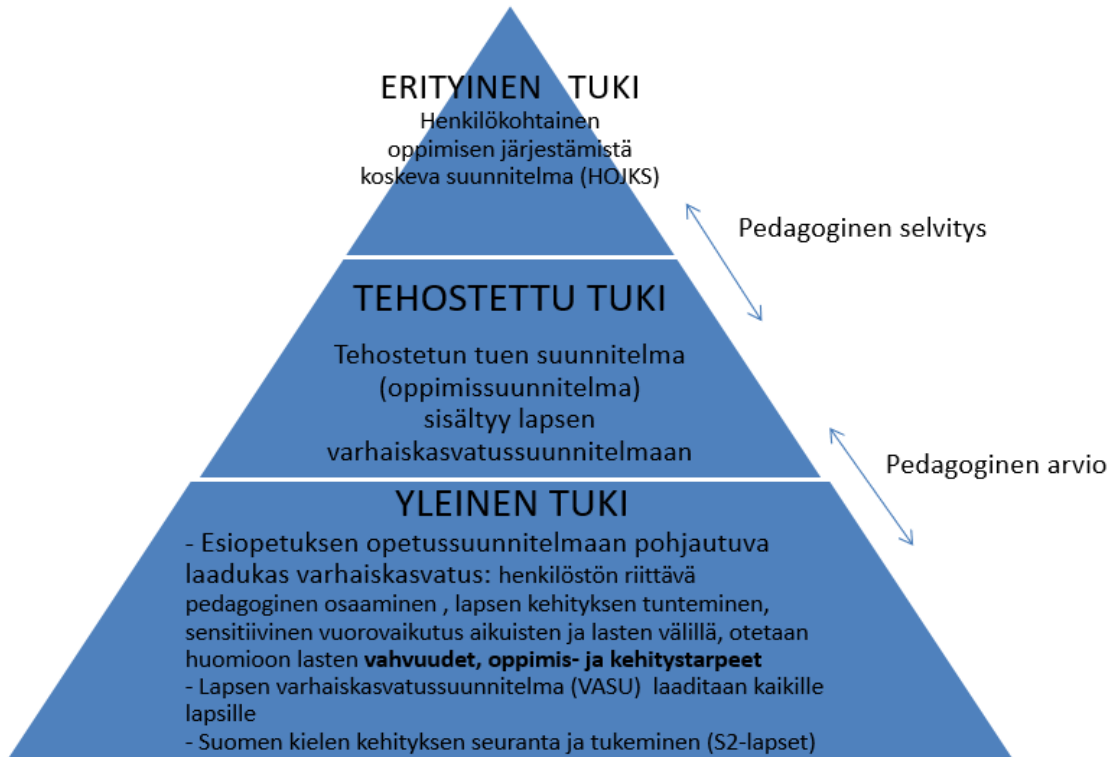 ERITYINEN TUKI
Henkilökohtainen
oppimisen järjestämistä
koskeva suunnitelma (HOJKS)
Pedagoginen selvitys
TEHOSTETTU TUKI
Tehostetun tuen suunnitelma
(oppimissuunnitelma)
sisältyy lapsen
varhaiskasvatussuunnitelmaan
Pedagoginen arvio
YLEINEN TUKI
- Esiopetuksen opetussuunnitelmaan pohjautuva
laadukas varhaiskasvatus: henkilöstön riittävä
pedagoginen osaaminen , lapsen kehityksen tunteminen,
sensitiivinen vuorovaikutus aikuisten ja lasten välillä, otetaan
huomioon lasten vahvuudet, oppimis- ja kehitystarpeet
- Lapsen varhaiskasvatussuunnitelma (VASU) laaditaan kaikille
lapsille
- Suomen kielen kehityksen seuranta ja tukeminen (S2-lapset)